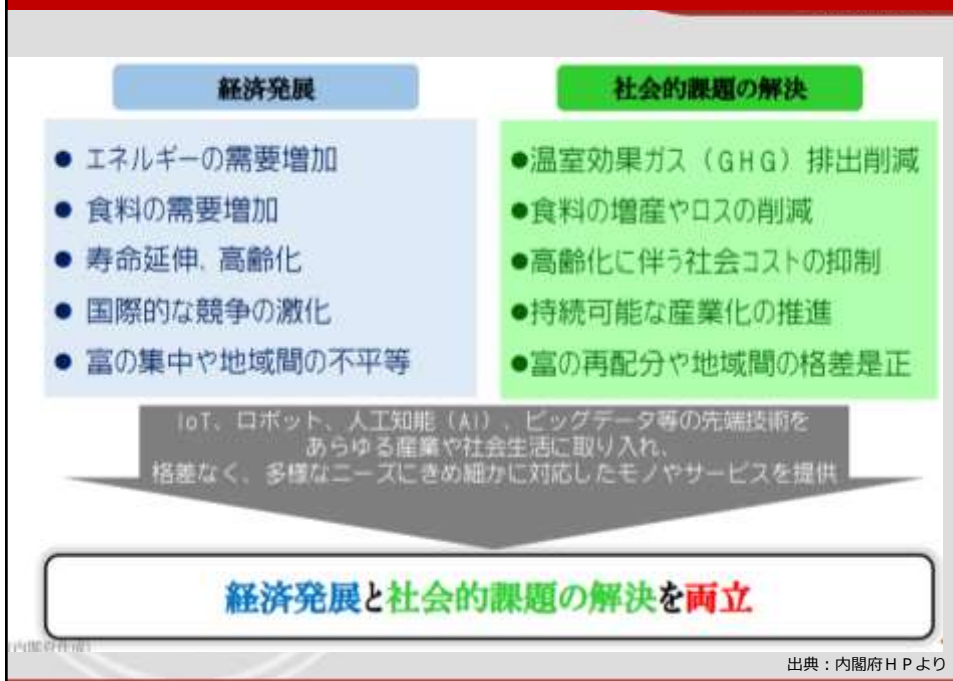 経済発展
● エネルギーの需要増加
● 食料の需要増加
● 寿命延伸、高齢化
● 国際的な競争の激化
● 富の集中や地域間の不平等
社会的課題の解決
●温室効果ガス（GHG）排出削減
●食料の増産やロスの削減
●高齢化に伴う社会コストの抑制
●持続可能な産業化の推進
●富の再配分や地域間の格差是正
IoT、ロボット、人工知能（AI）、ビッグデータ等の先端技術を
あらゆる産業や社会生活に取り入れ、
格差なく、多様なニーズにきめ細かに対応したモノやサービスを提供
経済発展と社会的課題の解決を両立
出典：内閣府ＨＰより